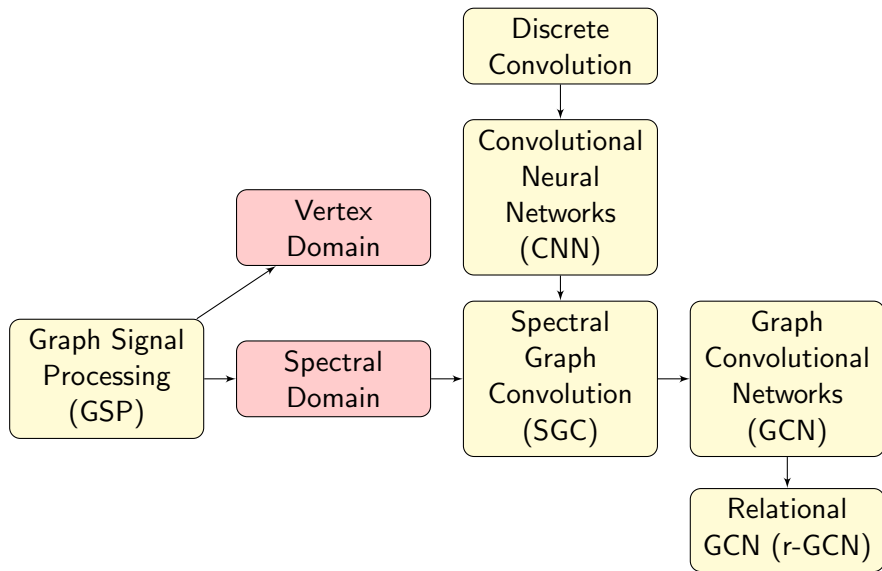 Discrete
Convolution
Convolutional
Neural
Networks
(CNN)
Vertex
Domain
Graph Signal
Processing
(GSP)
Spectral
Domain
Spectral
Graph
Convolution
(SGC)
Graph
Convolutional
Networks
(GCN)
Relational
GCN (r-GCN)